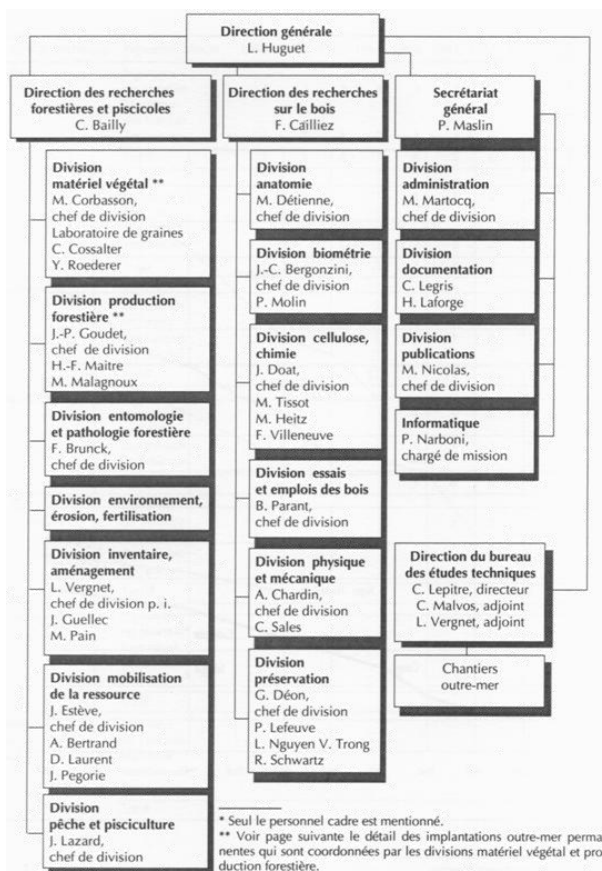 Direction générale
L. Huguet
Direction des recherches
forestières et piscicoles
C. Bailly
Division
matériel végétal **
M. Corbasson,
chef de division
Laboratoire de graines
C. Cossalter
Y. Roederer
Division production
forestière **
J.-P. Goudet,
chef de division
H.-F. Maitre
M. Malagnoux
Division entomologie
et pathologie forestière
F. Brunck,
chef de division
Division environnement,
érosion, fertilisation
Division inventaire,
aménagement
L. Vergnet,
chef de division p. i.
J. Guellec
M. Pain
Division mobilisation
de la ressource
J. Estève,
chef de division
A. Bertrand
D. Laurent
J. Pegorie
Division
pêche et pisciculture
J. Lazard,
chef de division
Direction des recherches
sur le bois
F. Cailliez
Division
anatomie
M. Détienne,
chef de division
Division biométrie
J.-C. Bergonzini,
chef de division
P. Molin
Division cellulose,
chimie
J. Doat,
chef de division
M. Tissot
M. Heitz
F. Villeneuve
Division essais
et emplois des bois
B. Parant,
chef de division
Division physique
et mécanique
A. Chardin,
chef de division
C. Sales
Division
préservation
G. Déon,
chef de division
P. Lefeuve
L. Nguyen V. Trong
R. Schwartz
Secrétariat
général
P. Maslin
Division
administration
M. Martocq,
chef de division
Division
documentation
C. Legris
H. Laforge
Division
publications
M. Nicolas,
chef de division
Informatique
P. Narboni,
chargé de mission
Direction du bureau
des études techniques
C. Lepitre, directeur
C. Malvos, adjoint
L. Vergnet, adjoint
Chantiers
outre-mer
* Seul le personnel cadre est mentionné.
** Voir page suivante le détail des implantations outre-mer perma-
nentes qui sont coordonnées par les divisions matériel végétal et pro
duction forestière.